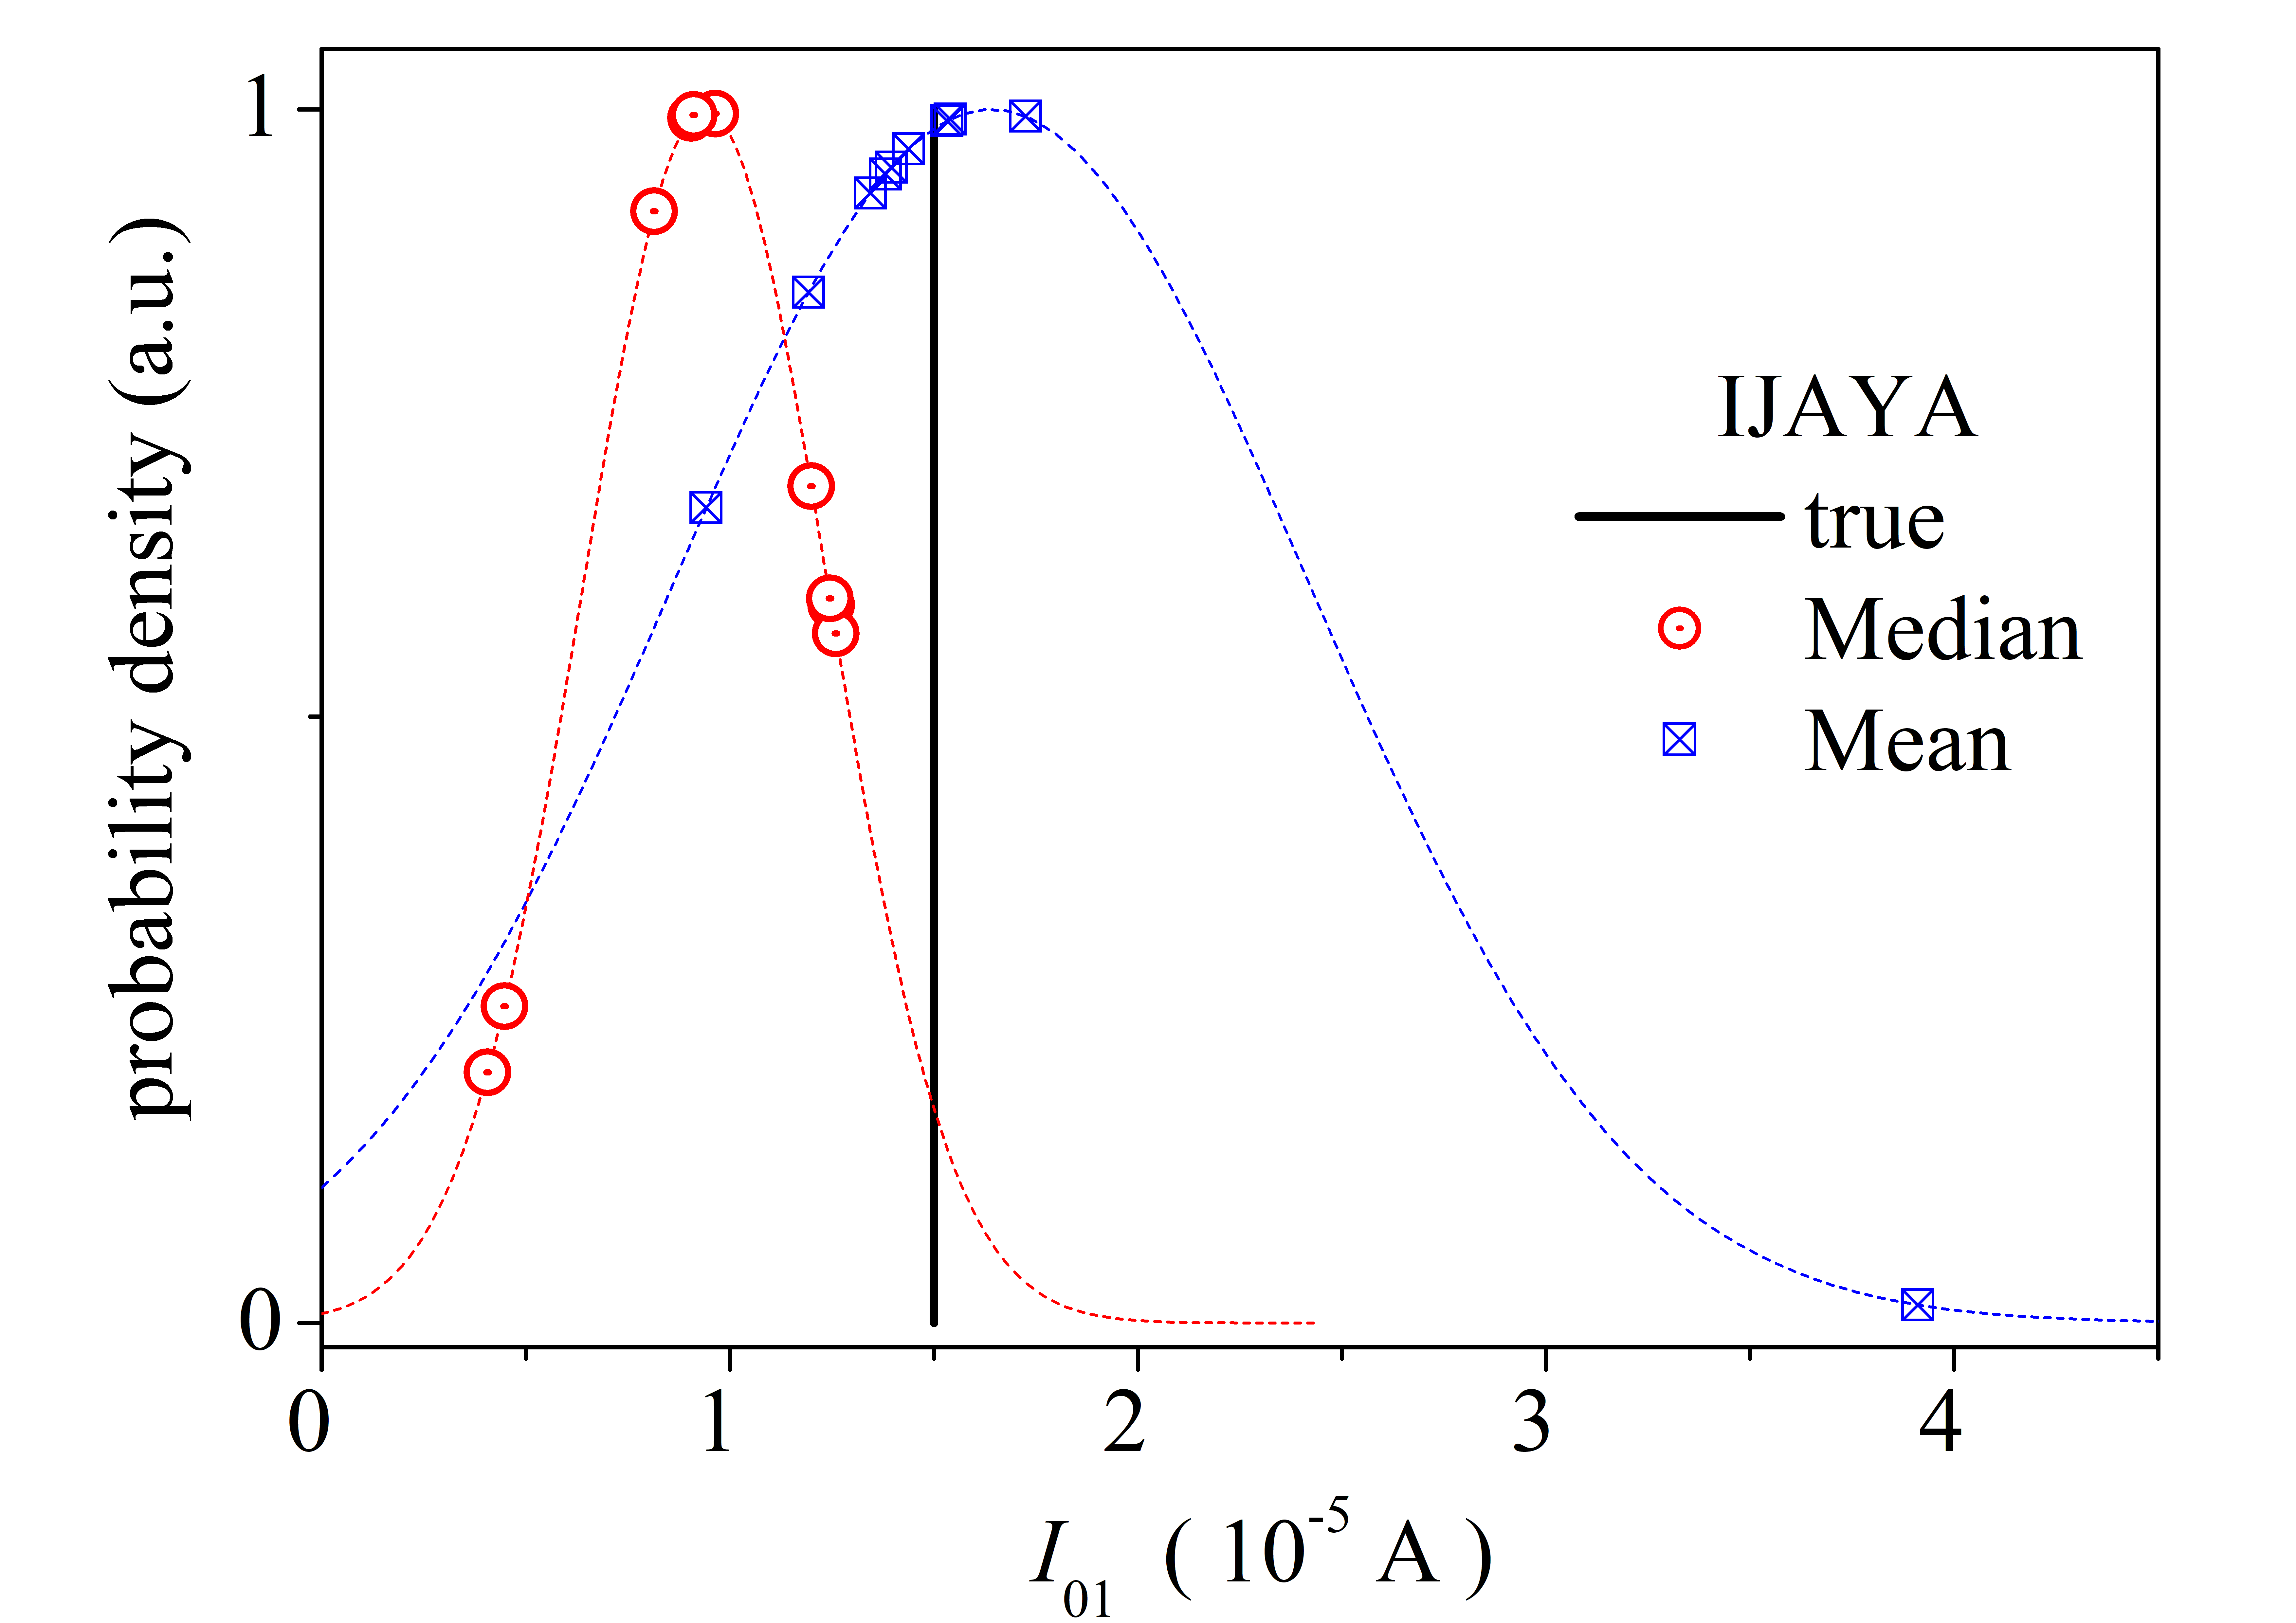 probability density (a.u.)
1
0
IJAYA
true
Median
Mean
0 1 2 3 4
I01 ( 10-5 A )